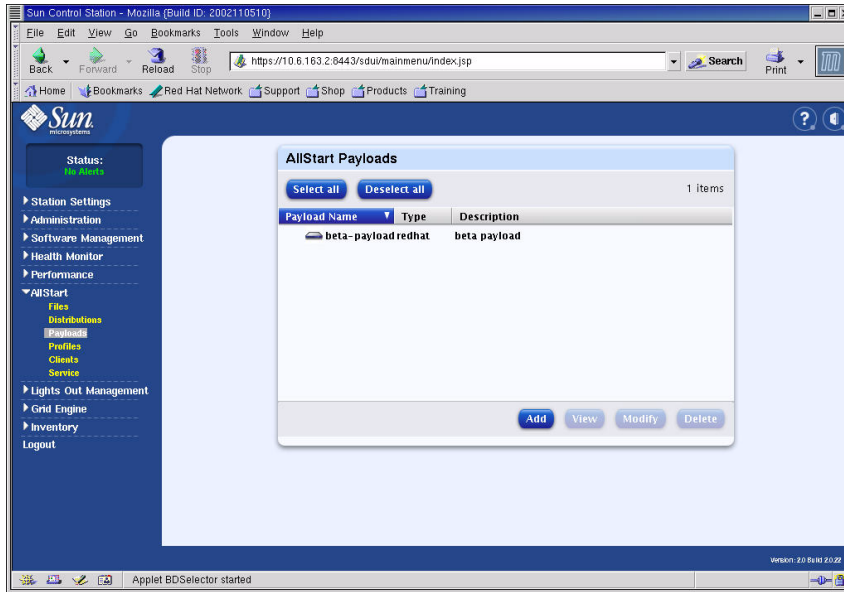 Sun Control Station - Mozilla {Build ID: 2002110510}
File Edit View Go Bookmarks Tools Window Help
Back Forward Reload Stop https://10.6.163.2:6443/sdui/mainmenu/index.jsp Search Print
Home Bookmarks Red Hat Network Support Shop Products Training
Sun
microsystems
?
Status:
No Alerts
Station Settings
Administration
Software Management
Health Monitor
Performance
AllStart
Files
Distributions
Payloads
Profiles
Clients
Service
Lights Out Management
Grid Engine
Inventory
Logout
AllStart Payloads
Select all Deselect all 1 items
Payload Name Type Description
beta-payload redhat beta payload
Add View Modify Delete
Version: 2.0 Build 2.0.22
Applet BDSelector started